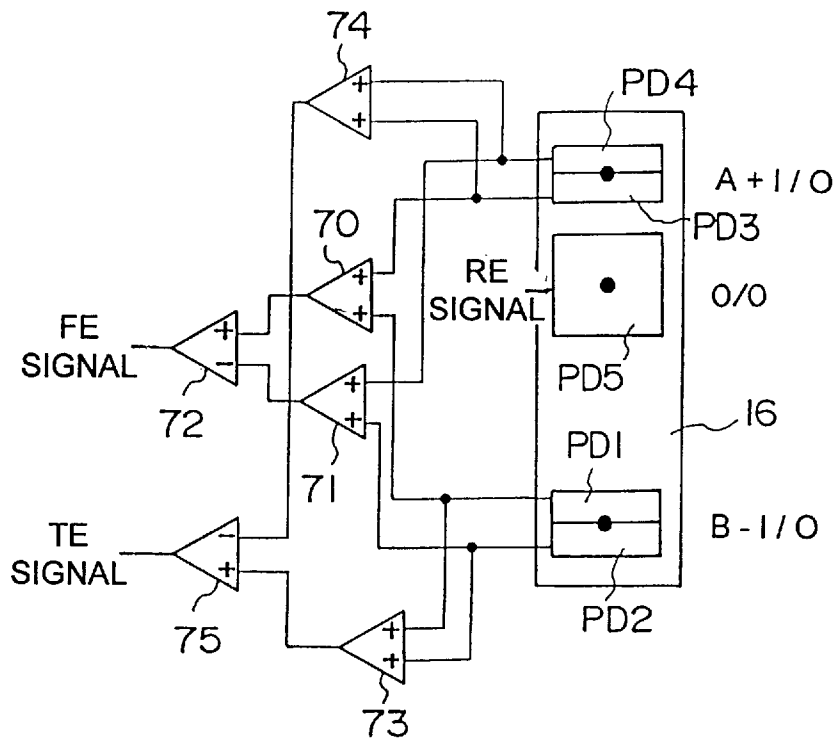 74
PD4
A+1/0
PD3
70
RE
SIGNAL
0/0
FE
SIGNAL
PD5
72
16
71
PD1
TE
SIGNAL
B-1/0
75
PD2
73
+
+
+
+
+
-
+
+
-
+
+
+